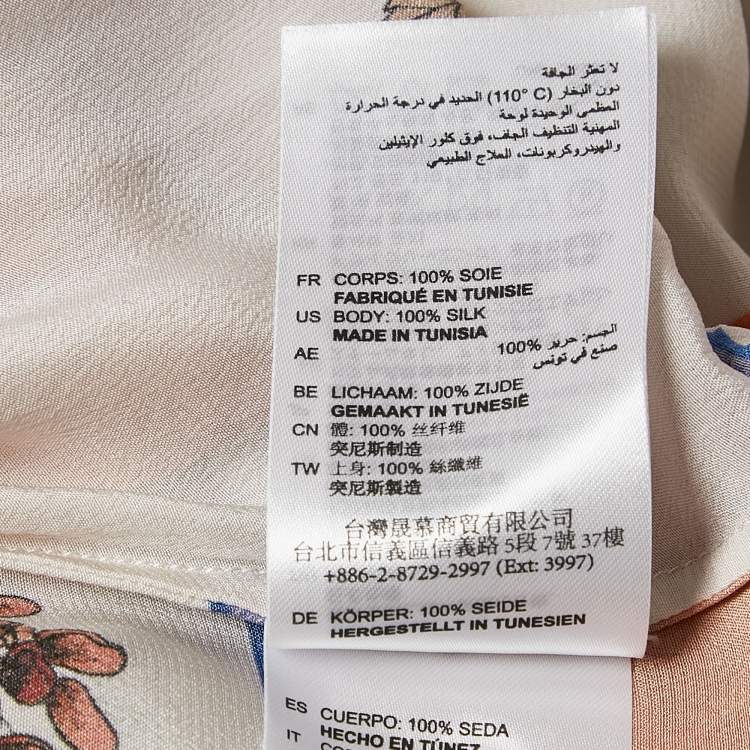 لا تعثر الجافة
دون البخار (110° C) الحديد في درجة الحرارة
العظمى الوحيدة لوحة
المهنية التنظيف الجاف، فوق كلور الإيثيلين
والهيدروكربونات، العلاج الطبيعي
FR CORPS: 100% SOIE
FABRIQUÉ EN TUNISIE
US BODY: 100% SILK
MADE IN TUNISIA
AE الجسم: حرير 100%
صنع في تونس
BE LICHAAM: 100% ZIJDE
GEMAAKT IN TUNESIË
CN 體: 100% 丝纤维
突尼斯制造
TW 上身: 100% 絲纖維
突尼斯製造
台灣晟慕商貿有限公司
台北市信義區信義路5段7號37樓
+886-2-8729-2997 (Ext: 3997)
DE KÖRPER: 100% SEIDE
HERGESTELLT IN TUNESIEN
ES CUERPO: 100% SEDA
HECHO EN TÚNEZ
IT